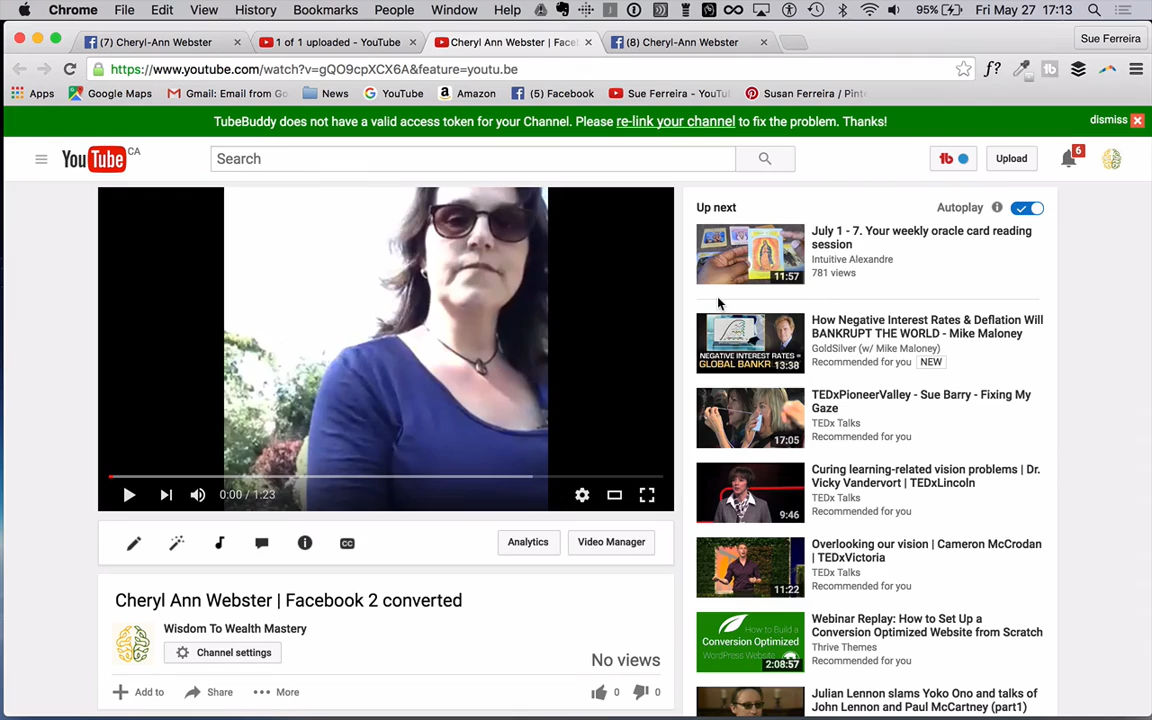 Chrome File Edit View History Bookmarks People Window Help 95% Fri May 27 17:13
(7) Cheryl-Ann Webster 1 of 1 uploaded - YouTube Cheryl Ann Webster | Face (8) Cheryl-Ann Webster Sue Ferreira
https://www.youtube.com/watch?v=gQO9cpXCX6A&feature=youtu.be f?
Apps Google Maps Gmail: Email from Go News YouTube Amazon (5) Facebook Sue Ferreira - YouTu Susan Ferreira / Pinte
TubeBuddy does not have a valid access token for your Channel. Please re-link your channel to fix the problem. Thanks! dismiss
YouTube CA Search tb Upload 6
Up next Autoplay
July 1 - 7. Your weekly oracle card reading
session
Intuitive Alexandre
781 views
11:57
How Negative Interest Rates & Deflation Will
BANKRUPT THE WORLD - Mike Maloney
GoldSilver (w/ Mike Maloney)
Recommended for you NEW
NEGATIVE INTEREST RATES =
GLOBAL BANKR 13:38
TEDxPioneerValley - Sue Barry - Fixing My
Gaze
TEDx Talks
Recommended for you
17:05
Curing learning-related vision problems | Dr.
Vicky Vandervort | TEDxLincoln
TEDx Talks
Recommended for you
9:46
Overlooking our vision | Cameron McCrodan
| TEDxVictoria
TEDx Talks
Recommended for you
11:22
Webinar Replay: How to Set Up a
Conversion Optimized Website from Scratch
Thrive Themes
Recommended for you
How to Build a
Conversion Optimized
WordPress Website
2:08:57
Julian Lennon slams Yoko Ono and talks of
John Lennon and Paul McCartney (part1)
0:00 / 1:23
CC Analytics Video Manager
Cheryl Ann Webster | Facebook 2 converted
Wisdom To Wealth Mastery
Channel settings
No views
Add to Share More 0 0